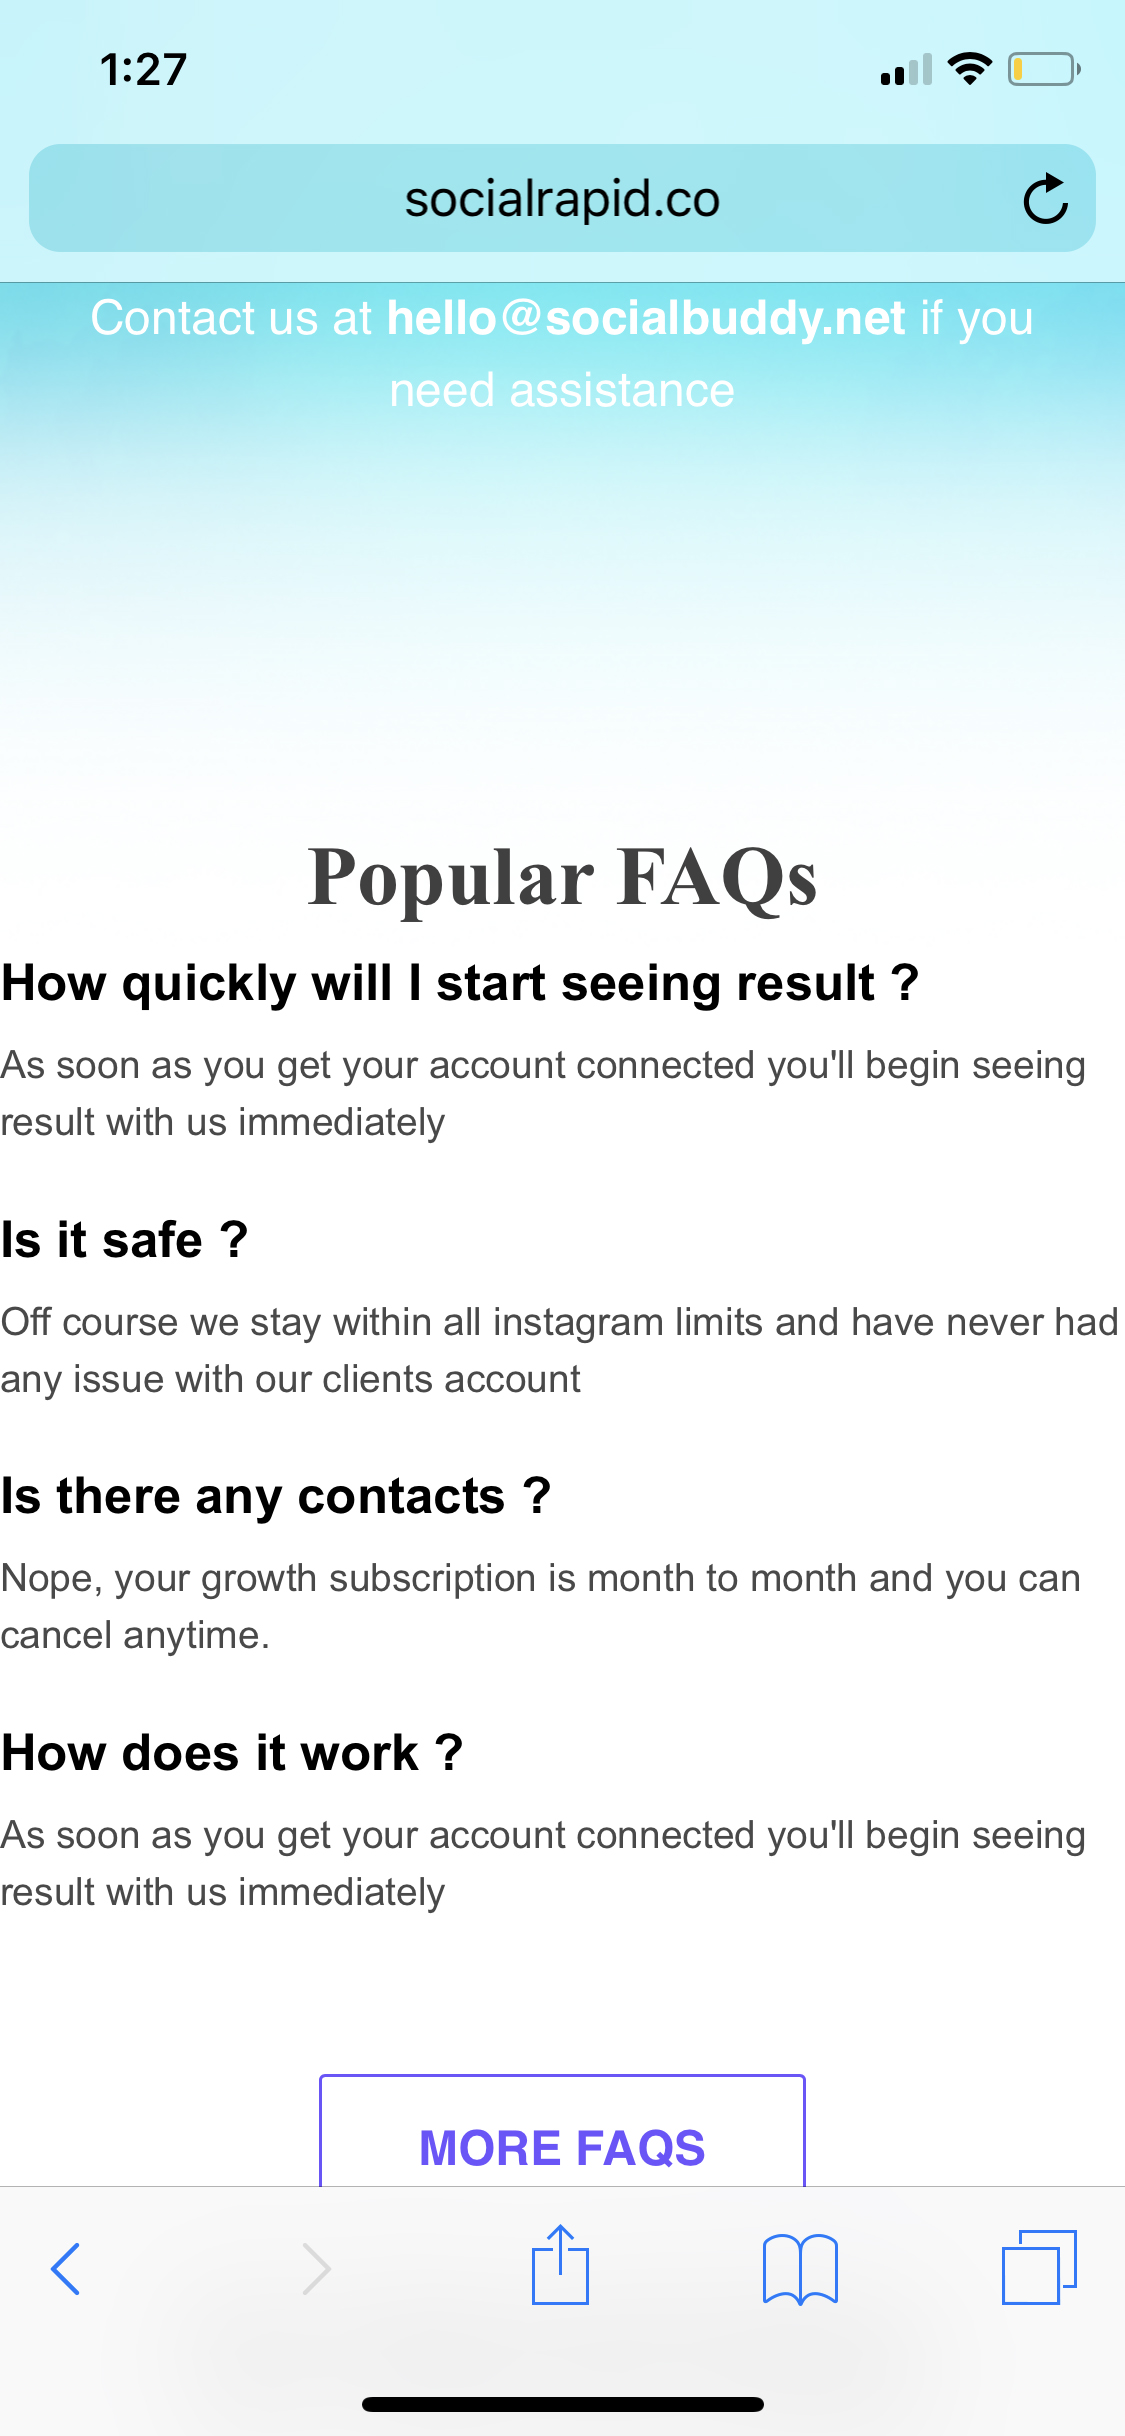 1:27
socialrapid.co
Contact us at hello@socialbuddy.net if you
need assistance
Popular FAQs
How quickly will I start seeing result ?
As soon as you get your account connected you'll begin seeing
result with us immediately
Is it safe ?
Off course we stay within all instagram limits and have never had
any issue with our clients account
Is there any contacts ?
Nope, your growth subscription is month to month and you can
cancel anytime.
How does it work ?
As soon as you get your account connected you'll begin seeing
result with us immediately
MORE FAQS